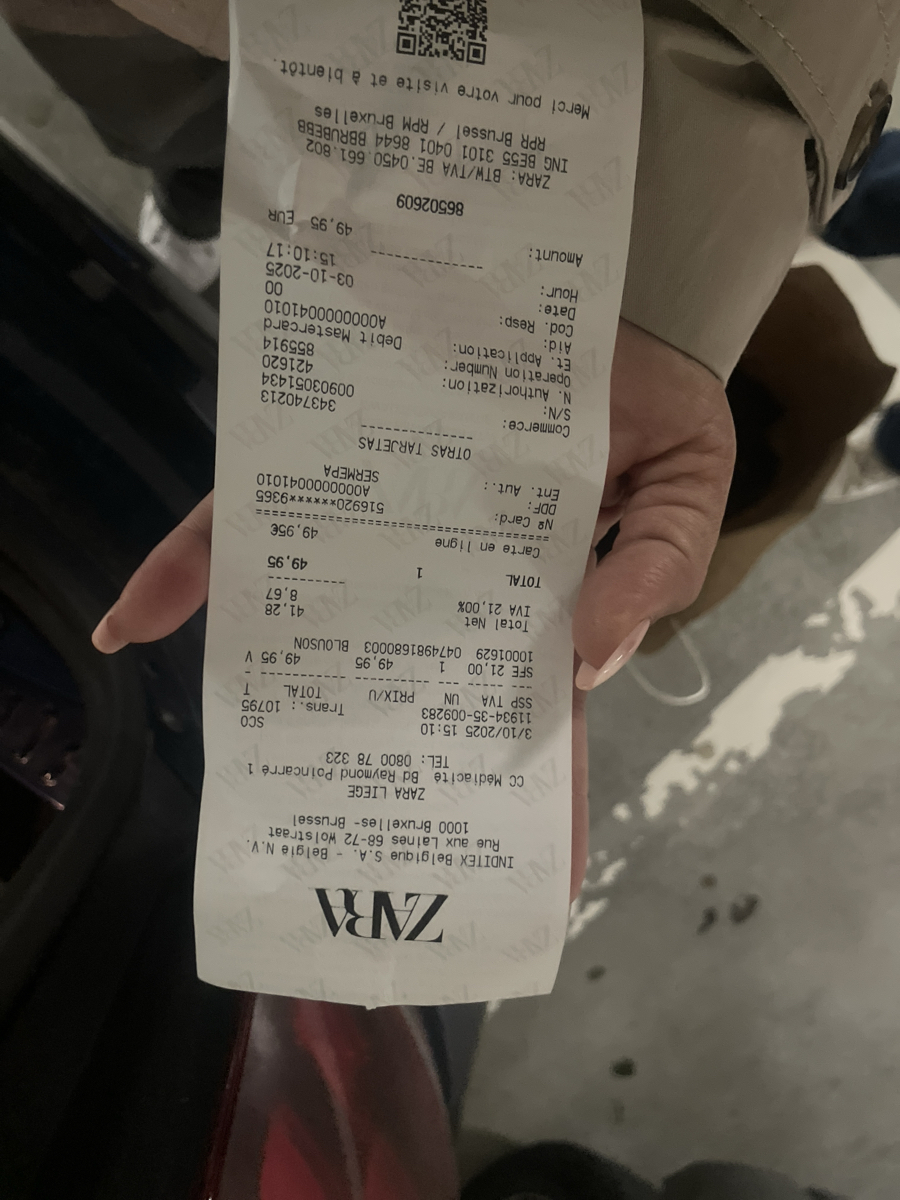 ZARA
INDITEX Belgique S.A. - Belgie N.V.
Rue aux Laines 68-72 Wolstraat
1000 Bruxelles- Brussel
ZARA LIEGE
CC Médiacité Bd Raymond Poincarré 1
TEL: 0800 78 323
3/10/2025 15:10 SCO
11934-35-009283 Trans.: 10795
SSP TVA UN PRIX/U TOTAL T
SFE 21,00 1 49,95 49,95 V
10001629 04749816800003 BLOUSON
Total Net 41,28
IVA 21,00% 8,67
TOTAL 1 49,95
Carte en ligne 49,95€
Nº Card: 516920*******9365
DDF: A0000000041010
Ent. Aut.: SERMEPA
OTRAS TARJETAS
Commerce: 343740213
S/N: 00903051434
N. Authorization: 421620
Operation Number: 855914
Et. Application: Debit Mastercard
Aid: A0000000041010
Cod. Resp: 00
Date: 03-10-2025
Hour: 15:10:17
Amount: 49,95 EUR
86502609
ZARA: BTW/TVA BE.0450.661.802
ING BE55 3101 0401 8644 BBRUBEBB
RPR Brussel / RPM Bruxelles
Merci pour votre visite et à bientôt.